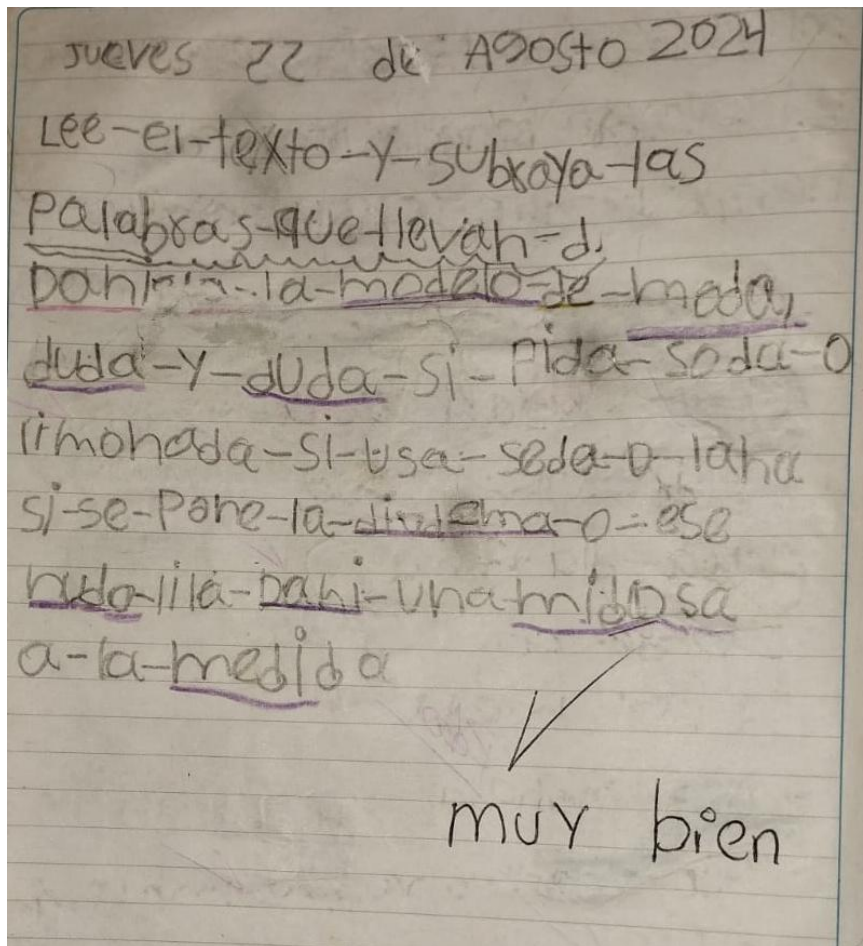 Jueves 22 de Agosto 2024
Lee-el-texto-y-subraya-las
Palabras-que-llevan-d.
la-modelo-de-moda,
duda-y-duda-si-Pida-soda-o
limonada-si-usa-seda-o-lana
si-se-Pone-la-diadema-o-ese
nudo-lila-Dani-una midosa
a-la-medida
muy bien